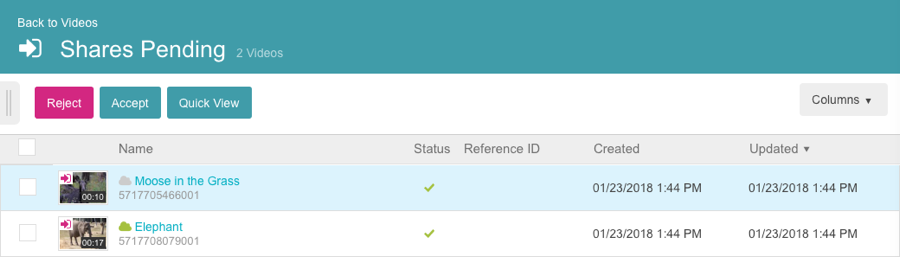 Back to Videos
Shares Pending 2 Videos
Reject Accept Quick View Columns ▼
Name Status Reference ID Created Updated ▼
Moose in the Grass
00:10 5717705466001 01/23/2018 1:44 PM 01/23/2018 1:44 PM
Elephant
00:17 5717708079001 01/23/2018 1:44 PM 01/23/2018 1:44 PM